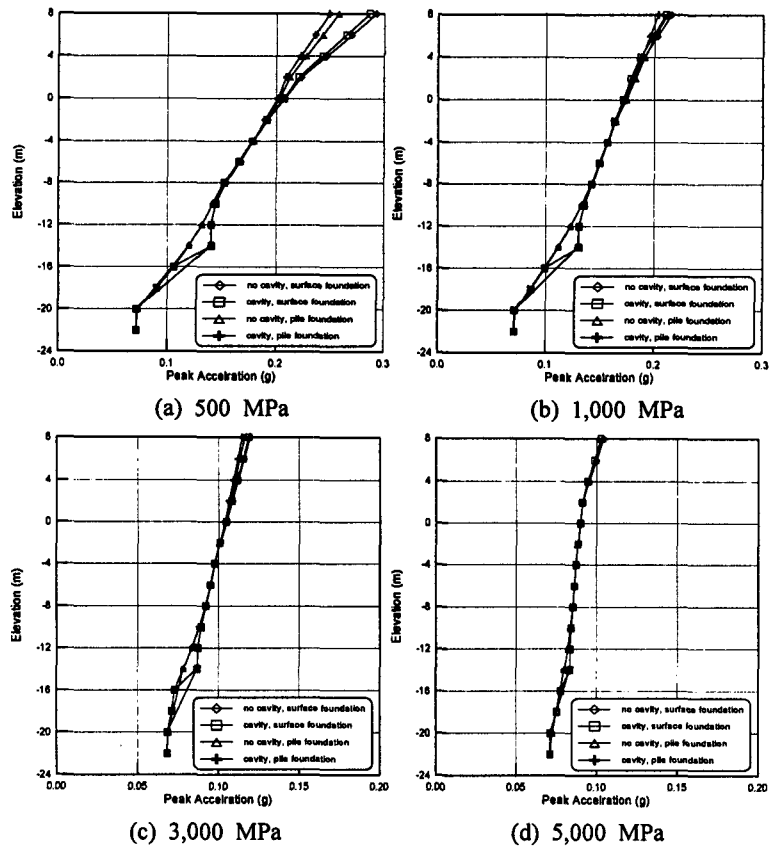 8
4
0
-4
-8
-12
-16
-20
-24
Elevation (m)
no cavity, surface foundation
cavity, surface foundation
no cavity, pile foundation
cavity, pile foundation
0.0 0.1 0.2 0.3
Peak Accelration (g)
(a) 500 MPa
8
4
0
-4
-8
-12
-16
-20
-24
Elevation (m)
no cavity, surface foundation
cavity, surface foundation
no cavity, pile foundation
cavity, pile foundation
0.0 0.1 0.2 0.3
Peak Accelration (g)
(b) 1,000 MPa
8
4
0
-4
-8
-12
-16
-20
-24
Elevation (m)
no cavity, surface foundation
cavity, surface foundation
no cavity, pile foundation
cavity, pile foundation
0.00 0.05 0.10 0.15 0.20
Peak Accelration (g)
(c) 3,000 MPa
8
4
0
-4
-8
-12
-16
-20
-24
Elevation (m)
no cavity, surface foundation
cavity, surface foundation
no cavity, pile foundation
cavity, pile foundation
0.00 0.05 0.10 0.15 0.20
Peak Accelration (g)
(d) 5,000 MPa